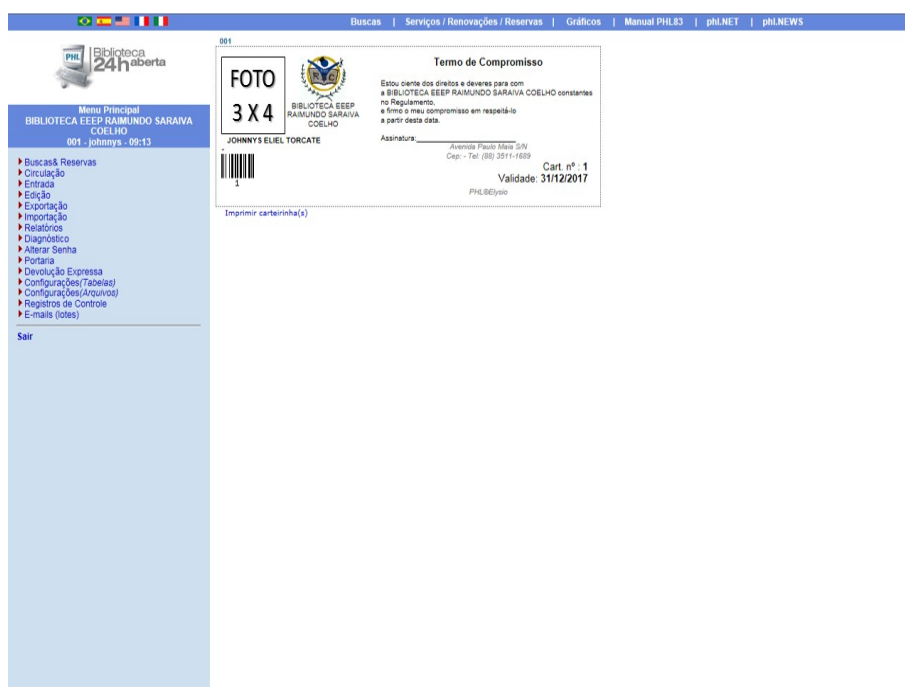 Buscas | Serviços / Renovações / Reservas | Gráficos | Manual PHL83 | phl.NET | phl.NEWS
PHL
Biblioteca
24haberta
Menu Principal
BIBLIOTECA EEEP RAIMUNDO SARAIVA
COELHO
001 - johnnys - 09:13
Buscas& Reservas
Circulação
Entrada
Edição
Exportação
Importação
Relatórios
Diagnóstico
Alterar Senha
Portaria
Devolução Expressa
Configurações(Tabelas)
Configurações(Arquivos)
Registros de Controle
E-mails (lotes)
Sair
001
FOTO
3 X 4
BIBLIOTECA EEEP
RAIMUNDO SARAIVA
COELHO
JOHNNYS ELIEL TORCATE
-
1
Termo de Compromisso
Estou ciente dos direitos e deveres para com
a BIBLIOTECA EEEP RAIMUNDO SARAIVA COELHO constantes
no Regulamento,
e firmo o meu compromisso em respeitá-lo
a partir desta data.
Assinatura:
Avenida Paulo Maia S/N
Cep: - Tel: (88) 3511-1689
Cart. nº : 1
Validade: 31/12/2017
PHL®Elysio
Imprimir carteirinha(s)